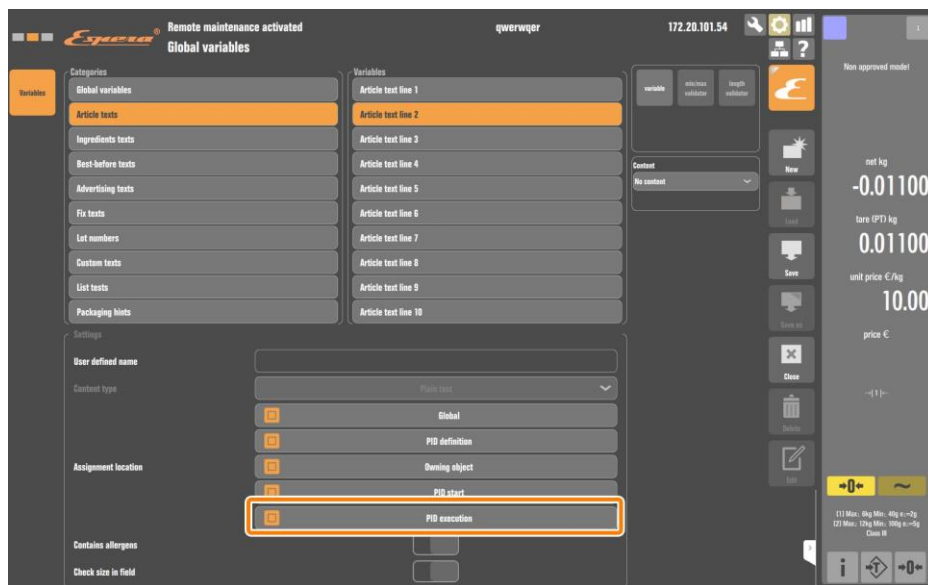 Espera®
Remote maintenance activated
qwerwqer
172.20.101.54
Global variables
?
1
Variables
Categories
Global variables
Article texts
Ingredients texts
Best-before texts
Advertising texts
Fix texts
Lot numbers
Custom texts
List tests
Packaging hints
Variables
Article text line 1
Article text line 2
Article text line 3
Article text line 4
Article text line 5
Article text line 6
Article text line 7
Article text line 8
Article text line 9
Article text line 10
variable
min/max
validator
length
validator
Content
No content
Settings
User defined name
Content type
Plain text
Assignment location
Global
PID definition
Owning object
PID start
PID execution
Contains allergens
Check size in field
New
Load
Save
Save as
Close
Delete
Edit
Non approved mode!
net kg
-0.01100
tare (PT) kg
0.01100
unit price €/kg
10.00
price €
→0←
~
[1] Max: 6kg Min: 40g e:=2g
[2] Max: 12kg Min: 100g e:=5g
Class III
i
T
→0←